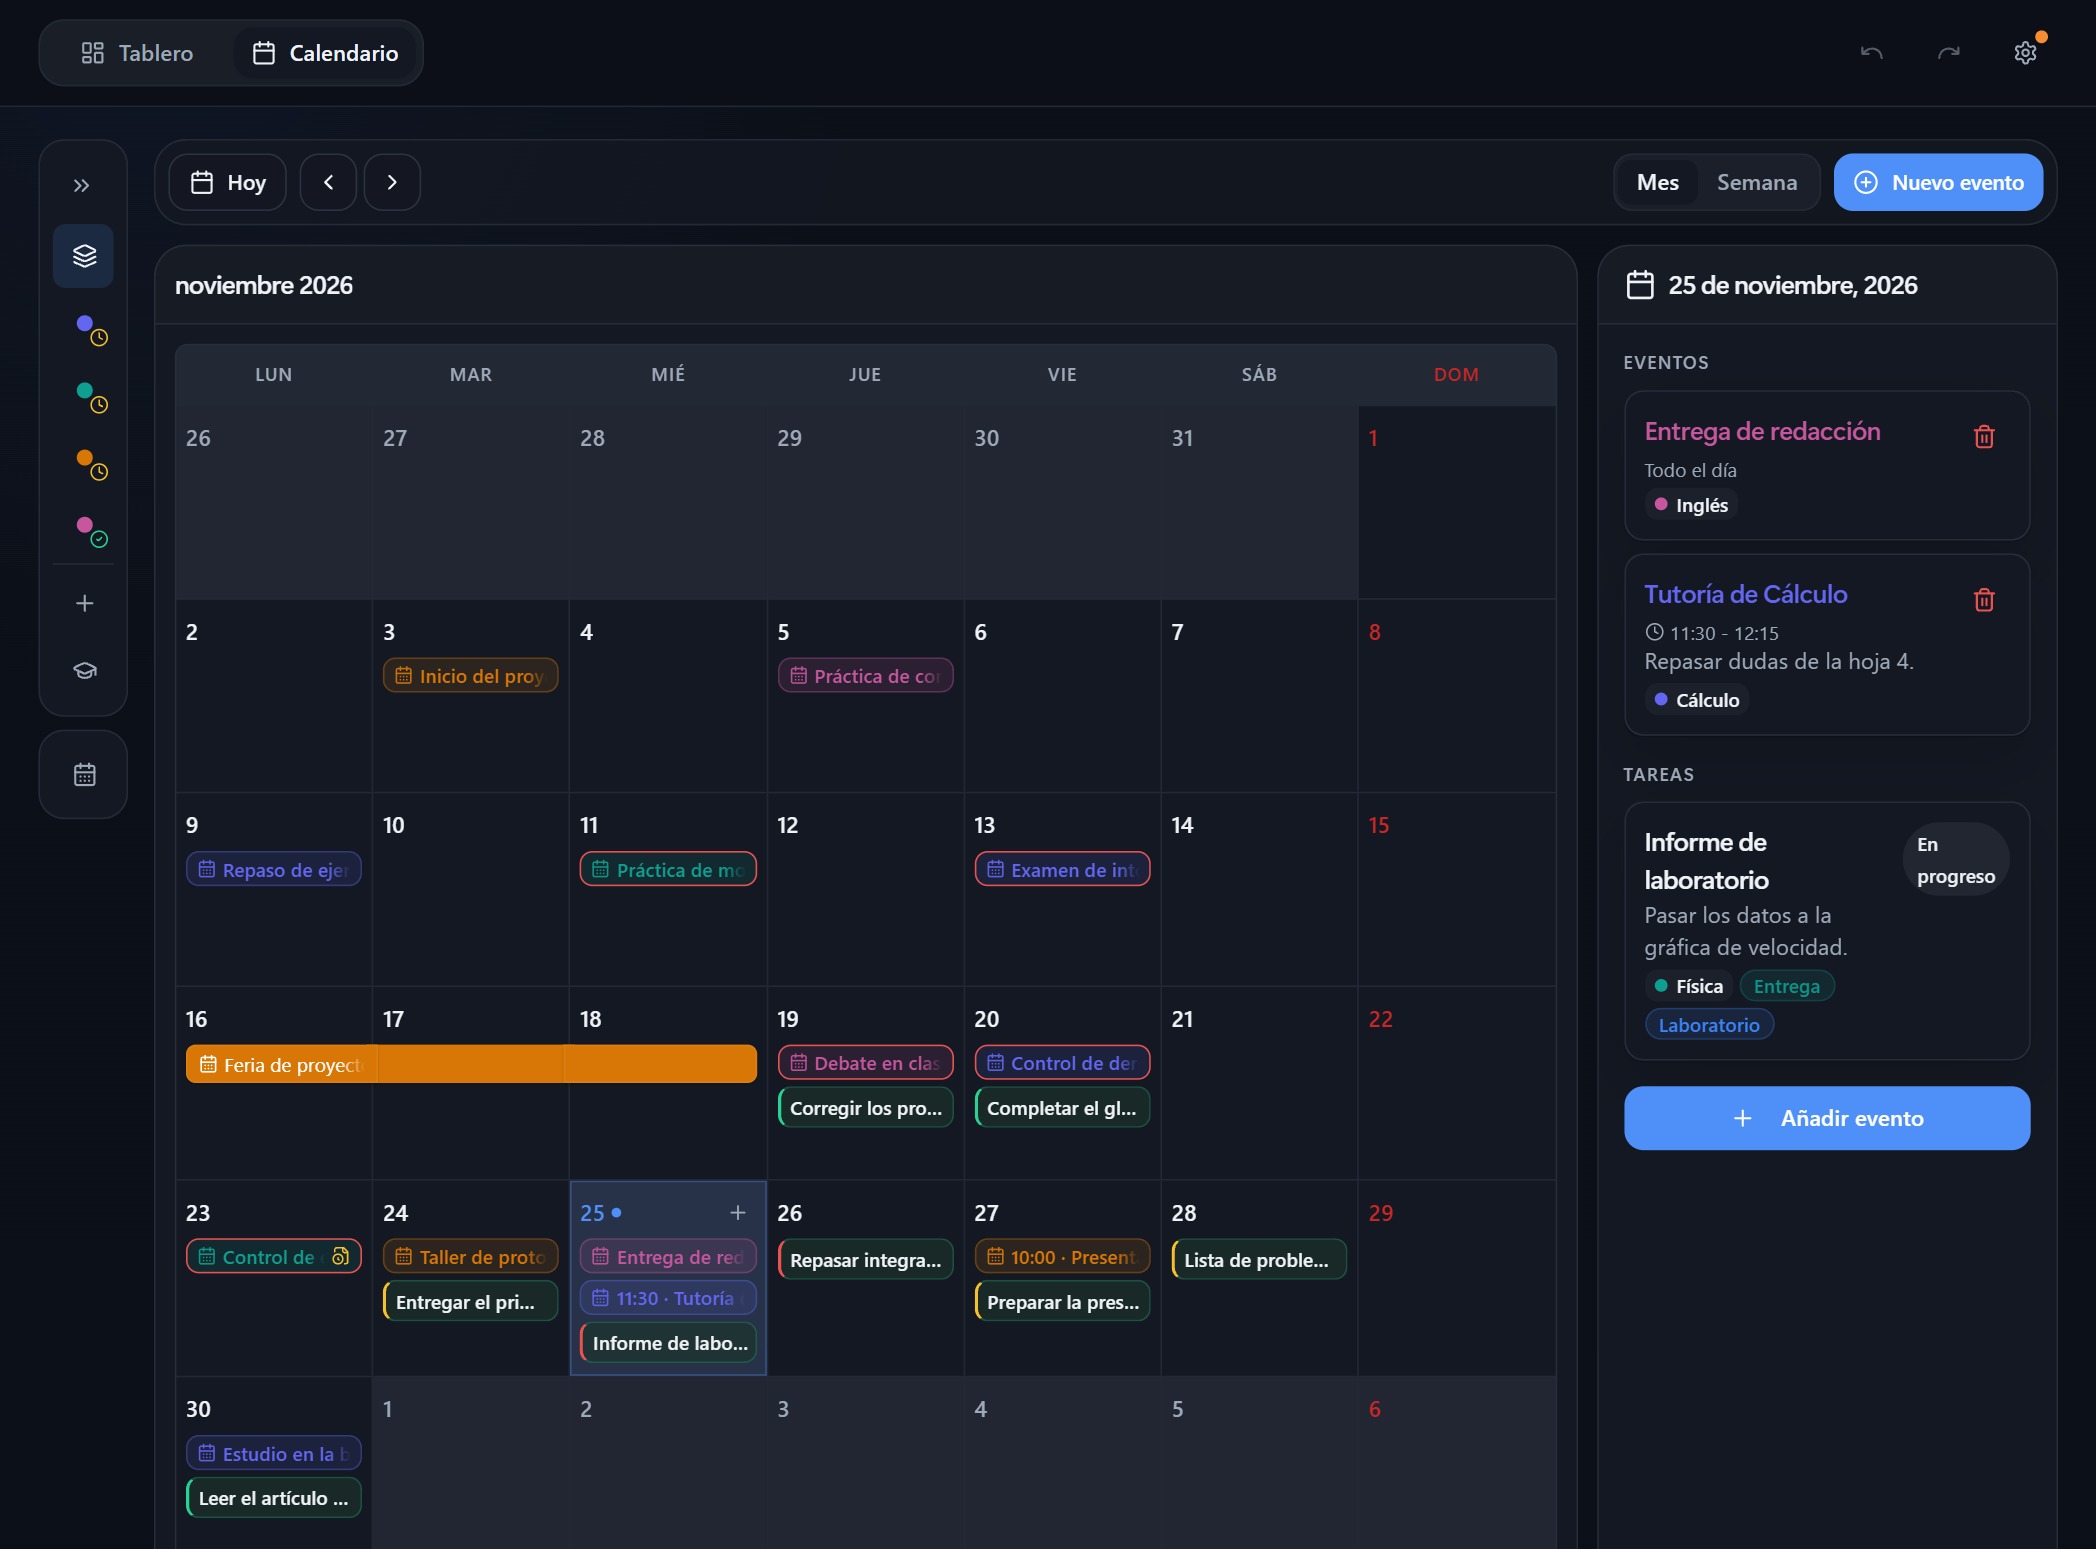 Tablero
Calendario
Hoy
Mes
Semana
Nuevo evento
noviembre 2026
LUN MAR MIÉ JUE VIE SÁB DOM
26 27 28 29 30 31 1
2 3 4 5 6 7 8
Inicio del proy
Práctica de co
9 10 11 12 13 14 15
Repaso de eje
Práctica de mo
Examen de int
16 17 18 19 20 21 22
Feria de proyect
Debate en clas
Control de der
Corregir los pro...
Completar el gl...
23 24 25 26 27 28 29
Control de
Taller de proto
Entrega de red
Repasar integra...
10:00 · Present
Lista de proble...
Entregar el pri...
11:30 · Tutoría
Preparar la pres...
Informe de labo...
30 1 2 3 4 5 6
Estudio en la b
Leer el artículo ...
25 de noviembre, 2026
EVENTOS
Entrega de redacción
Todo el día
Inglés
Tutoría de Cálculo
11:30 - 12:15
Repasar dudas de la hoja 4.
Cálculo
TAREAS
Informe de
laboratorio
En
progreso
Pasar los datos a la
gráfica de velocidad.
Física
Entrega
Laboratorio
Añadir evento